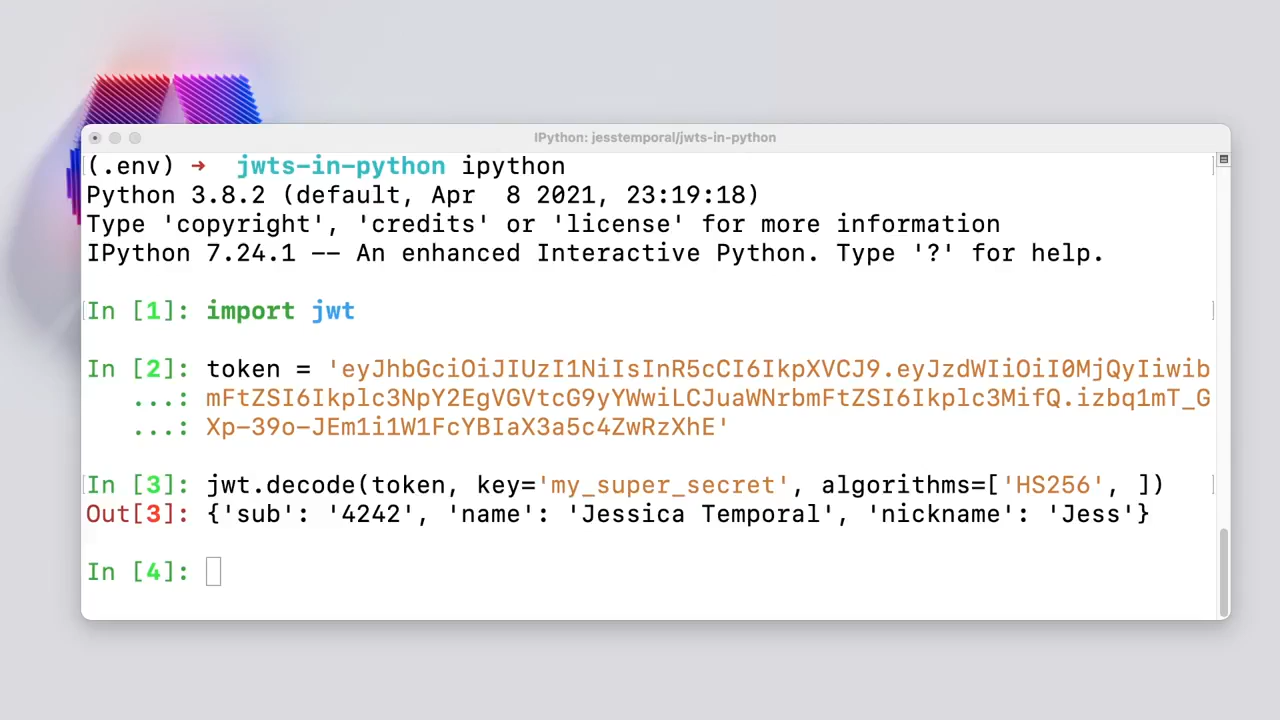 IPython: jesstemporal/jwts-in-python
(.env) ➜ jwts-in-python ipython
Python 3.8.2 (default, Apr  8 2021, 23:19:18)
Type 'copyright', 'credits' or 'license' for more information
IPython 7.24.1 -- An enhanced Interactive Python. Type '?' for help.
In [1]: import jwt
In [2]: token = 'eyJhbGciOiJIUzI1NiIsInR5cCI6IkpXVCJ9.eyJzdWIiOiI0MjQyIiwib
...: mFtZSI6Ikplc3NpY2EgVGVtcG9yYWwiLCJuaWNrbmFtZSI6Ikplc3MifQ.izbq1mT_G
...: Xp-39o-JEm1i1W1FcYBIaX3a5c4ZwRzXhE'
In [3]: jwt.decode(token, key='my_super_secret', algorithms=['HS256', ])
Out[3]: {'sub': '4242', 'name': 'Jessica Temporal', 'nickname': 'Jess'}
In [4]: